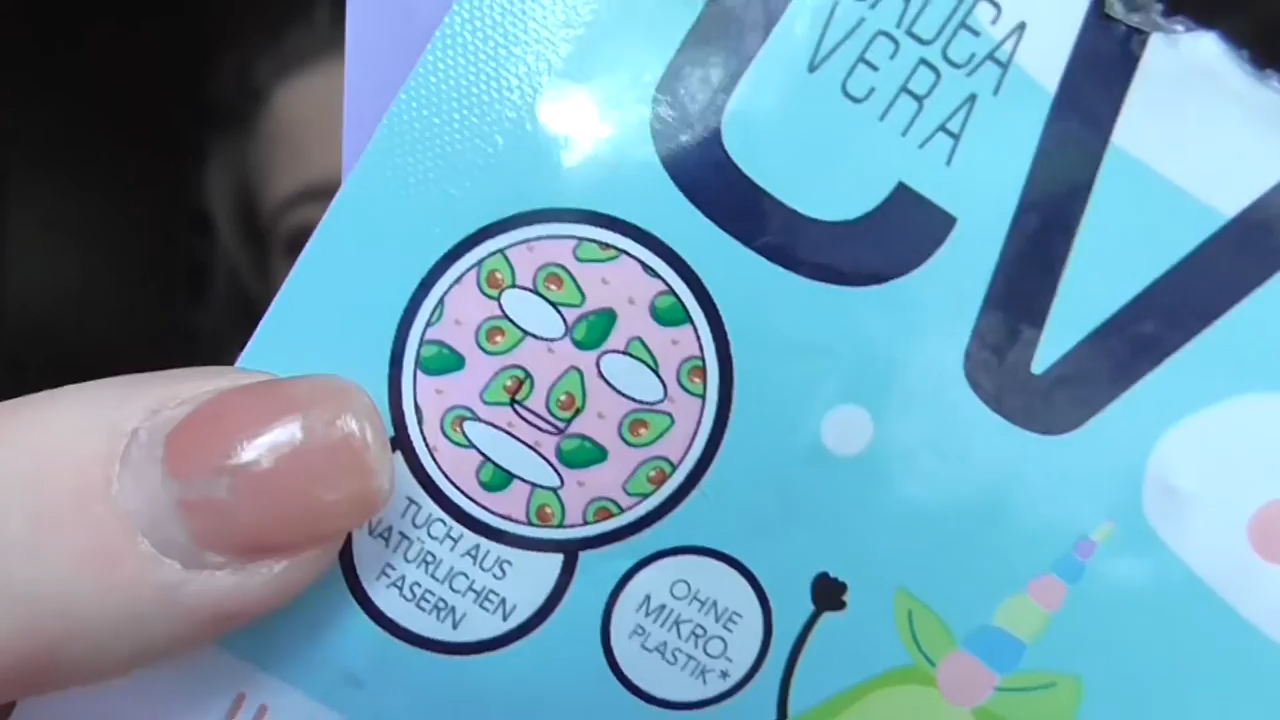 CV
VERA
TUCH AUS
NATÜRLICHEN
FASERN
OHNE
MIKRO-
PLASTIK*